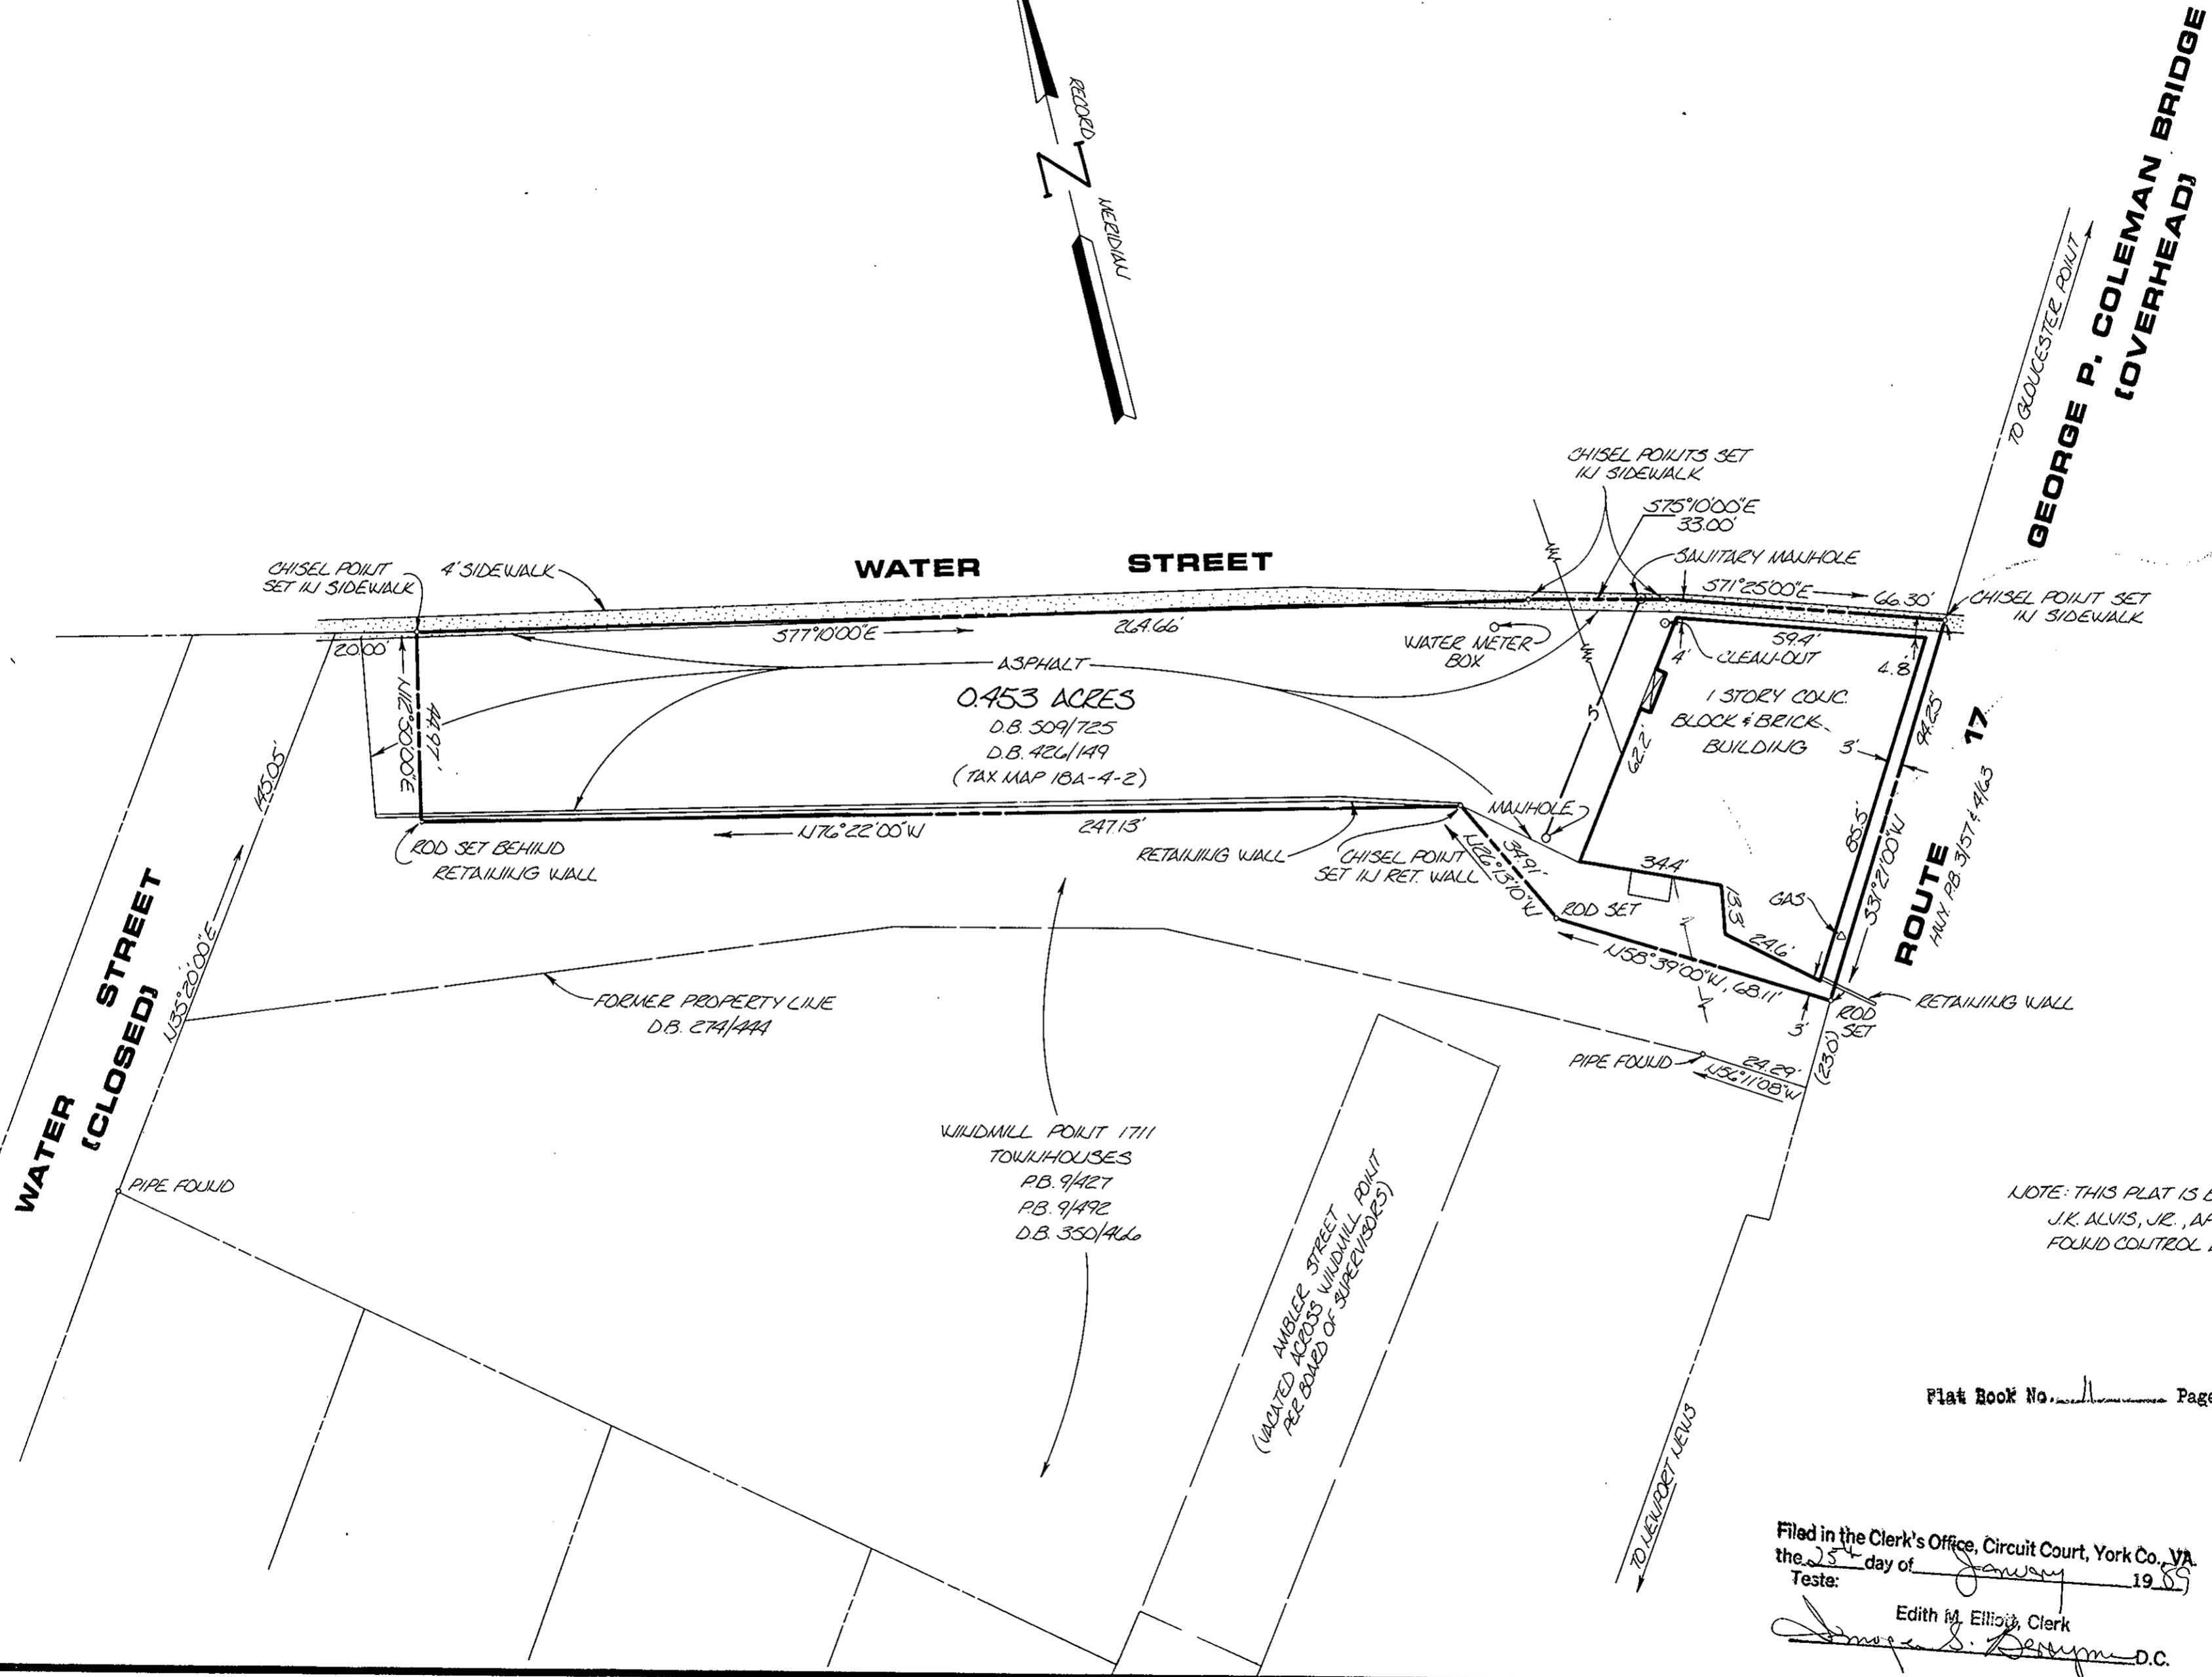 RECORD
N
MERIDIAN
GEORGE P. COLEMAN BRIDGE
(OVERHEAD)
TO GLOUCESTER POINT
CHISEL POINTS SET
IN SIDEWALK
S75°10'00"E
33.00'
SANITARY MANHOLE
S71°25'00"E
66.30'
CHISEL POINT SET
IN SIDEWALK
CHISEL POINT
SET IN SIDEWALK
4' SIDEWALK
WATER STREET
20.00'
S77°10'00"E
264.66'
WATER METER
BOX
4'
CLEAN-OUT
59.4'
4.8'
N12°50'00"E
44.97'
ASPHALT
0.453 ACRES
D.B. 509/725
D.B. 426/149
(TAX MAP 18A-4-2)
S
62.2'
1 STORY CONC.
BLOCK & BRICK
BUILDING
3'
94.25'
S31°21'00"W
85.5'
ROUTE 17
HWY. P.B. 3/57 & 4/63
MANHOLE
N76°22'00"W
247.13'
ROD SET BEHIND
RETAINING WALL
RETAINING WALL
CHISEL POINT
SET IN RET. WALL
34.91'
N26°13'10"W
34.4'
13.3'
24.6'
GAS
ROD SET
N58°39'00"W, 68.11'
3'
ROD
SET
RETAINING WALL
(23.0')
PIPE FOUND
24.29'
N56°11'08"W
145.05'
N35°20'00"E
WATER STREET
(CLOSED)
FORMER PROPERTY LINE
D.B. 274/444
PIPE FOUND
WINDMILL POINT 1711
TOWNHOUSES
P.B. 9/427
P.B. 9/492
D.B. 350/466
AMBLER STREET
(VACATED ACROSS WINDMILL POINT
PER BOARD OF SUPERVISORS)
TO NEWPORT NEWS
NOTE: THIS PLAT IS
J.K. ALVIS, JR.,
FOUND CONTROL
Plat Book No. 11 Page
Filed in the Clerk's Office, Circuit Court, York Co., VA.
the 25th day of January 1989
Teste:
Edith M. Elliott, Clerk
S. Berryman D.C.